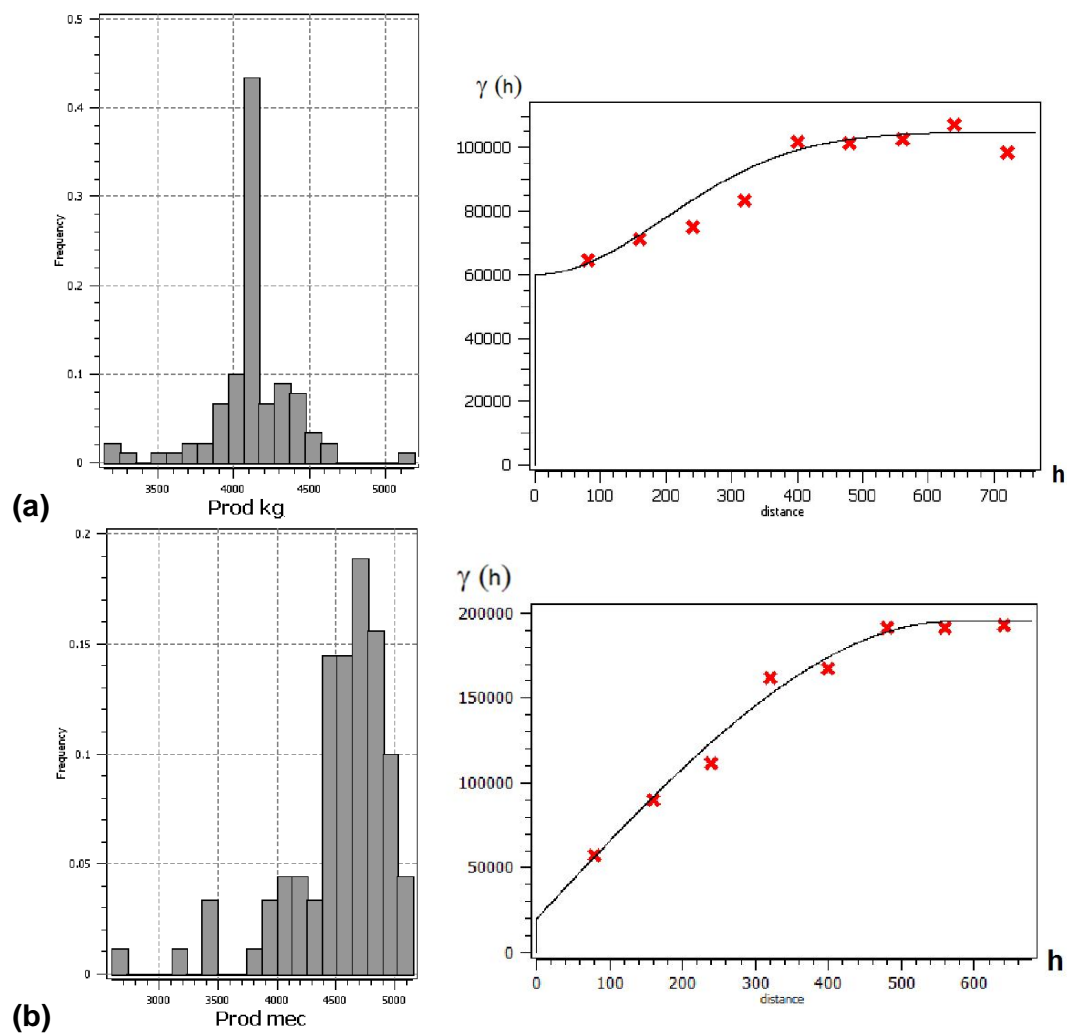 0.5
0.4
0.3
0.2
0.1
0
Frequency
3500 4000 4500 5000
Prod kg
(a)
γ (h)
100000
80000
60000
40000
20000
0
0 100 200 300 400 500 600 700
distance
h
0.2
0.15
0.1
0.05
0
Frequency
3000 3500 4000 4500 5000
Prod mec
(b)
γ (h)
200000
150000
100000
50000
0
0 100 200 300 400 500 600
distance
h